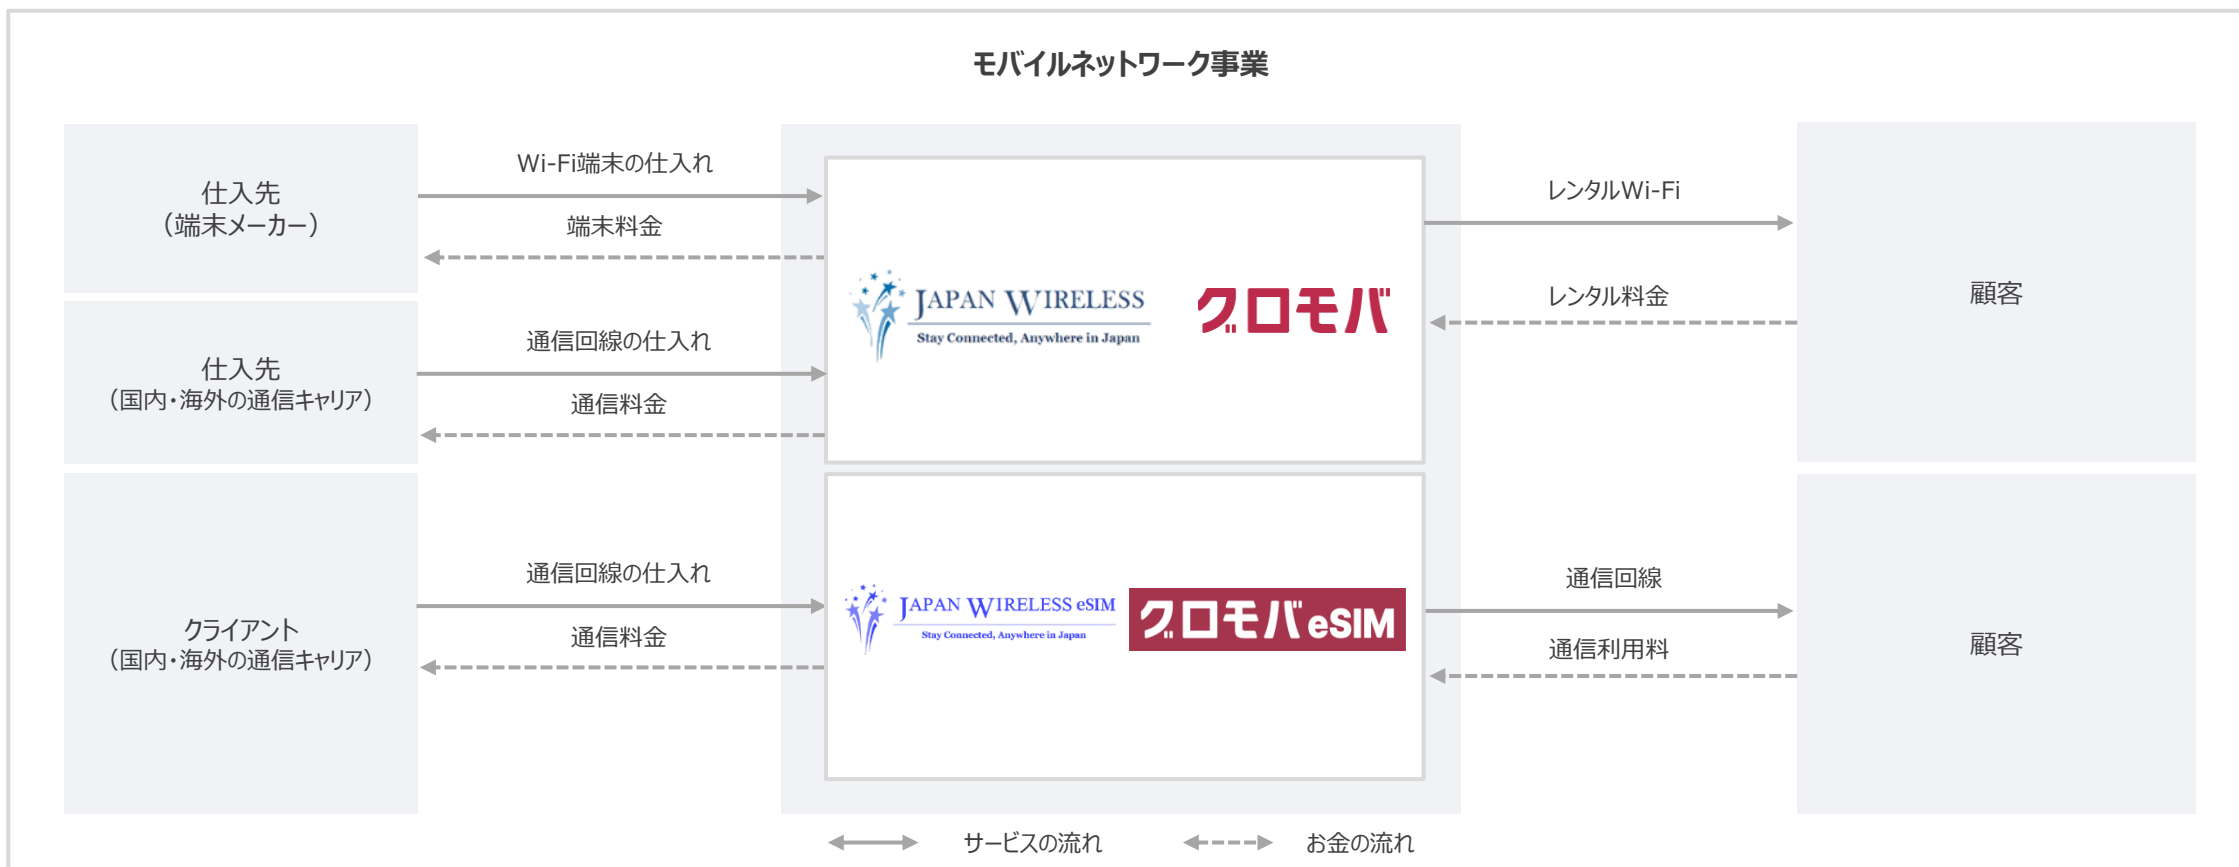 モバイルネットワーク事業
仕入先
（端末メーカー）
Wi-Fi端末の仕入れ
端末料金
仕入先
（国内・海外の通信キャリア）
通信回線の仕入れ
通信料金
JAPAN WIRELESS
Stay Connected, Anywhere in Japan
グロモバ
レンタルWi-Fi
レンタル料金
顧客
クライアント
（国内・海外の通信キャリア）
通信回線の仕入れ
通信料金
JAPAN WIRELESS eSIM
Stay Connected, Anywhere in Japan
グロモバ eSIM
通信回線
通信利用料
顧客
サービスの流れ
お金の流れ